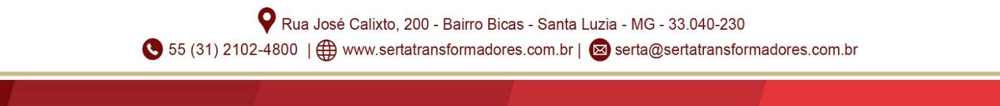 Rua José Calixto, 200 - Bairro Bicas - Santa Luzia - MG - 33.040-230
55 (31) 2102-4800 | www.sertatransformadores.com.br | serta@sertatransformadores.com.br